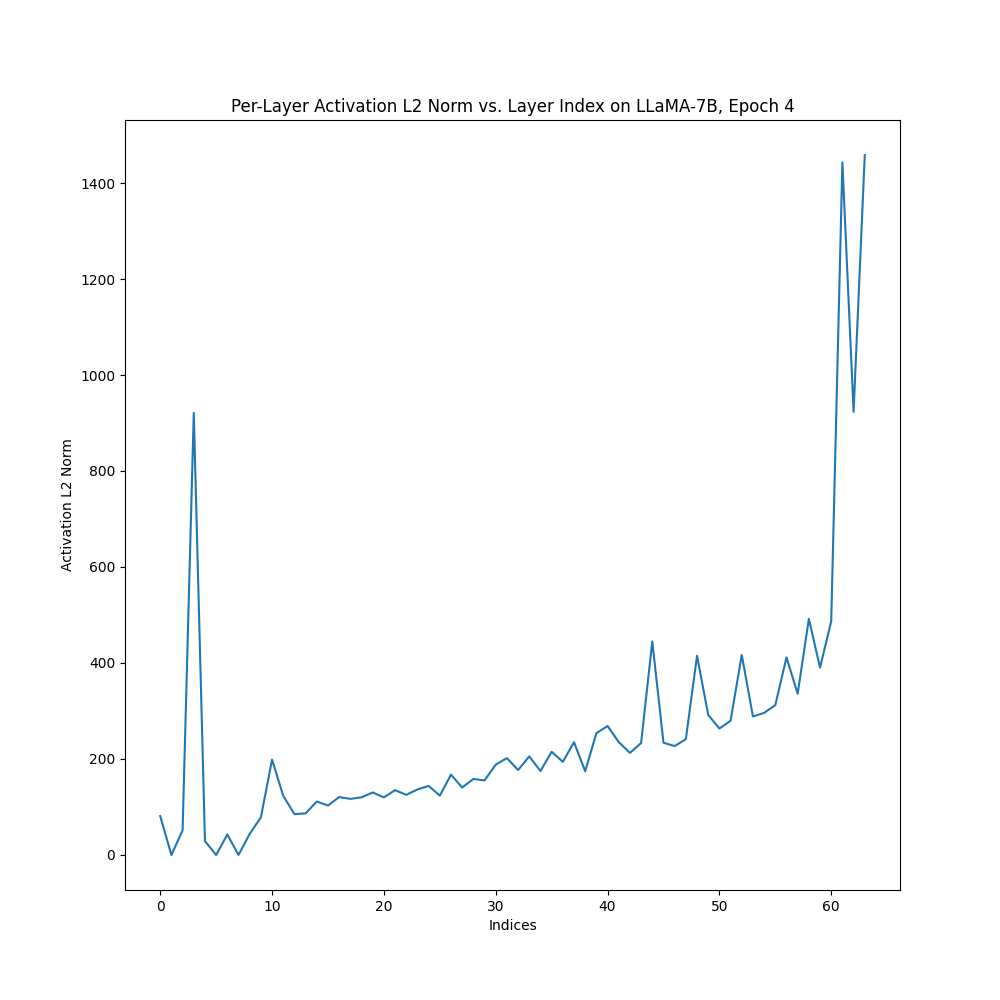 Per-Layer Activation L2 Norm vs. Layer Index on LLaMA-7B, Epoch 4
1400
1200
1000
800
600
400
200
0
Activation L2 Norm
0 10 20 30 40 50 60
Indices